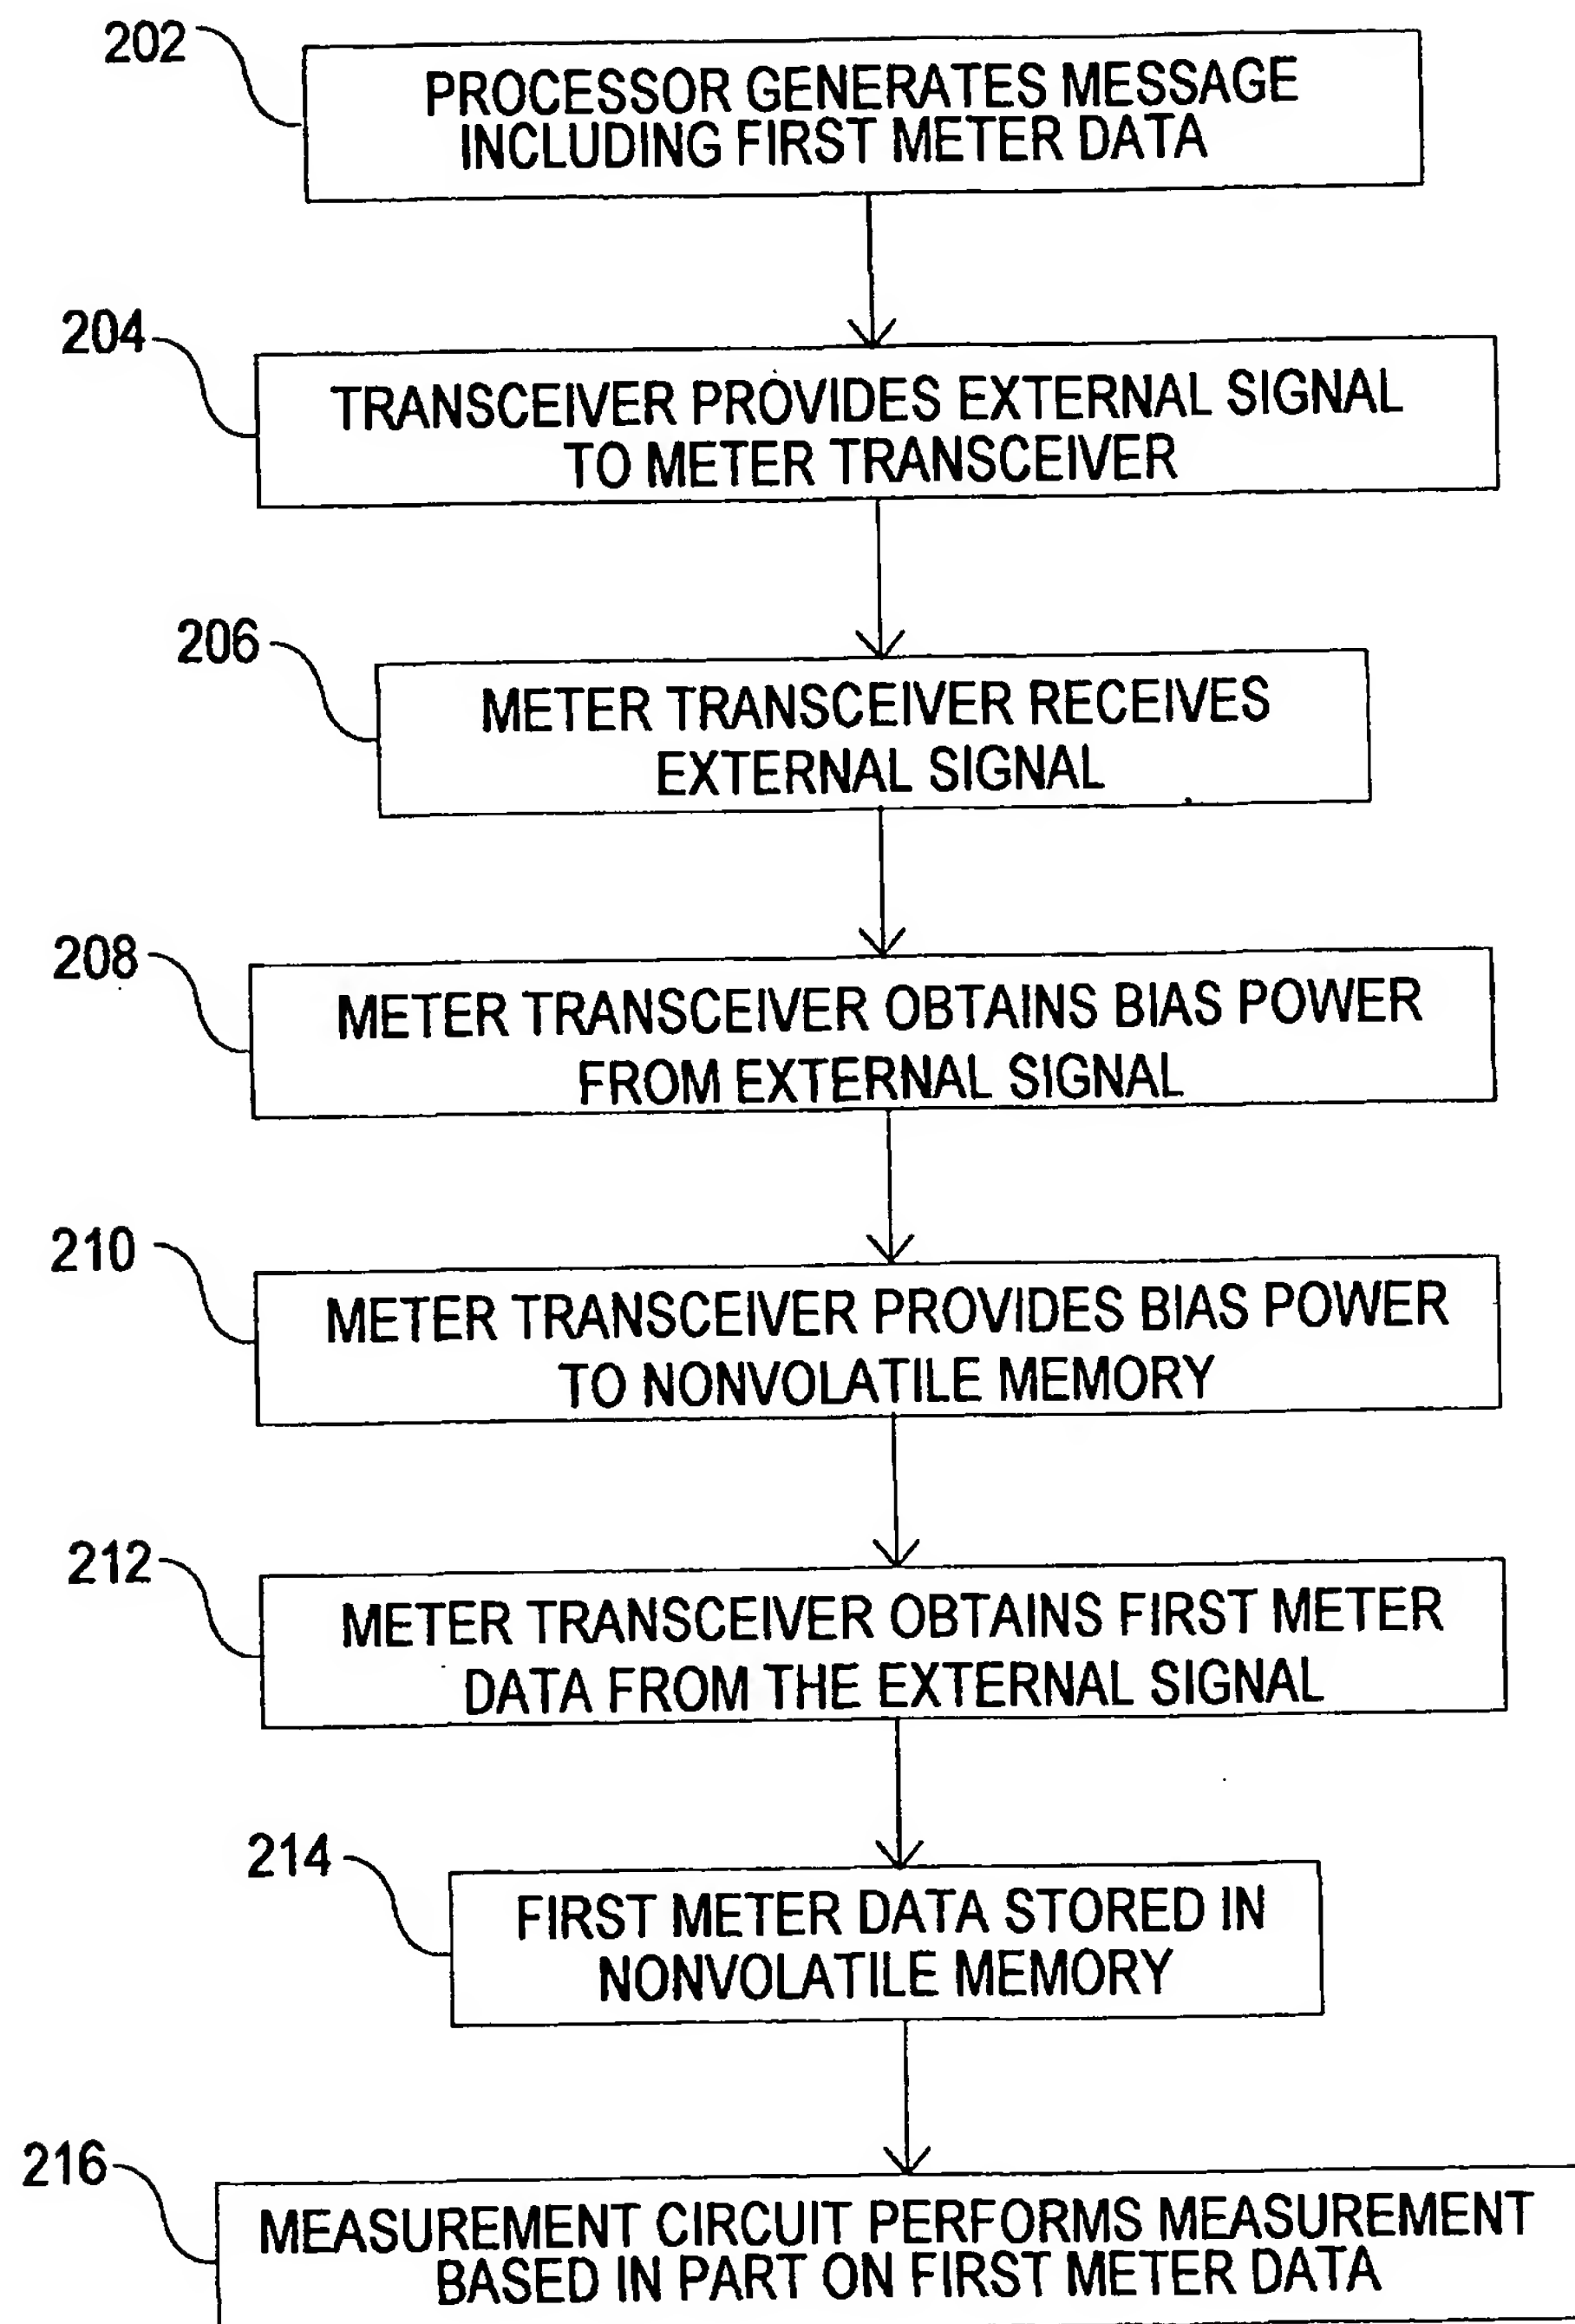 202
PROCESSOR GENERATES MESSAGE
INCLUDING FIRST METER DATA
204
TRANSCEIVER PROVIDES EXTERNAL SIGNAL
TO METER TRANSCEIVER
206
METER TRANSCEIVER RECEIVES
EXTERNAL SIGNAL
208
METER TRANSCEIVER OBTAINS BIAS POWER
FROM EXTERNAL SIGNAL
210
METER TRANSCEIVER PROVIDES BIAS POWER
TO NONVOLATILE MEMORY
212
METER TRANSCEIVER OBTAINS FIRST METER
DATA FROM THE EXTERNAL SIGNAL
214
FIRST METER DATA STORED IN
NONVOLATILE MEMORY
216
MEASUREMENT CIRCUIT PERFORMS MEASUREMENT
BASED IN PART ON FIRST METER DATA